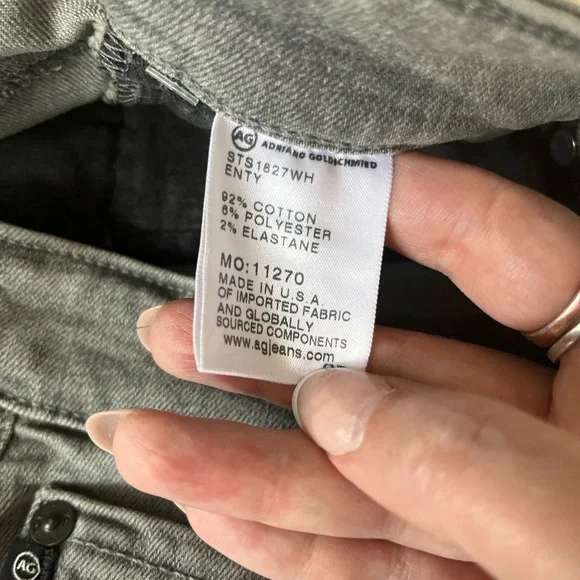 AG
ADRIANO GOLDSCHMIED
STS1827WH
ENTY
92% COTTON
6% POLYESTER
2% ELASTANE
MO:11270
MADE IN U.S.A.
OF IMPORTED FABRIC
AND GLOBALLY
SOURCED COMPONENTS
www.agjeans.com
AG